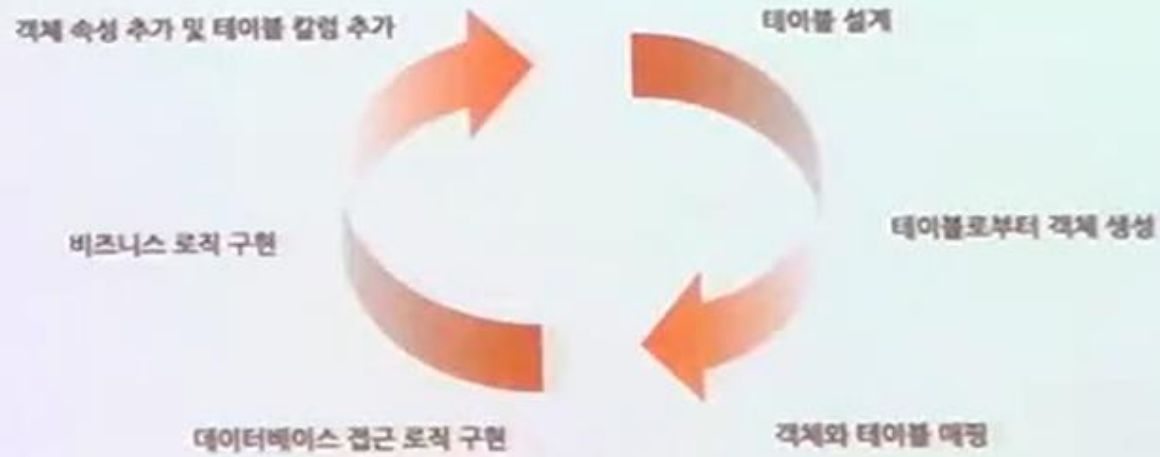 객체 속성 추가 및 테이블 칼럼 추가
테이블 설계
테이블로부터 객체 생성
비즈니스 로직 구현
데이터베이스 접근 로직 구현
객체와 테이블 매핑